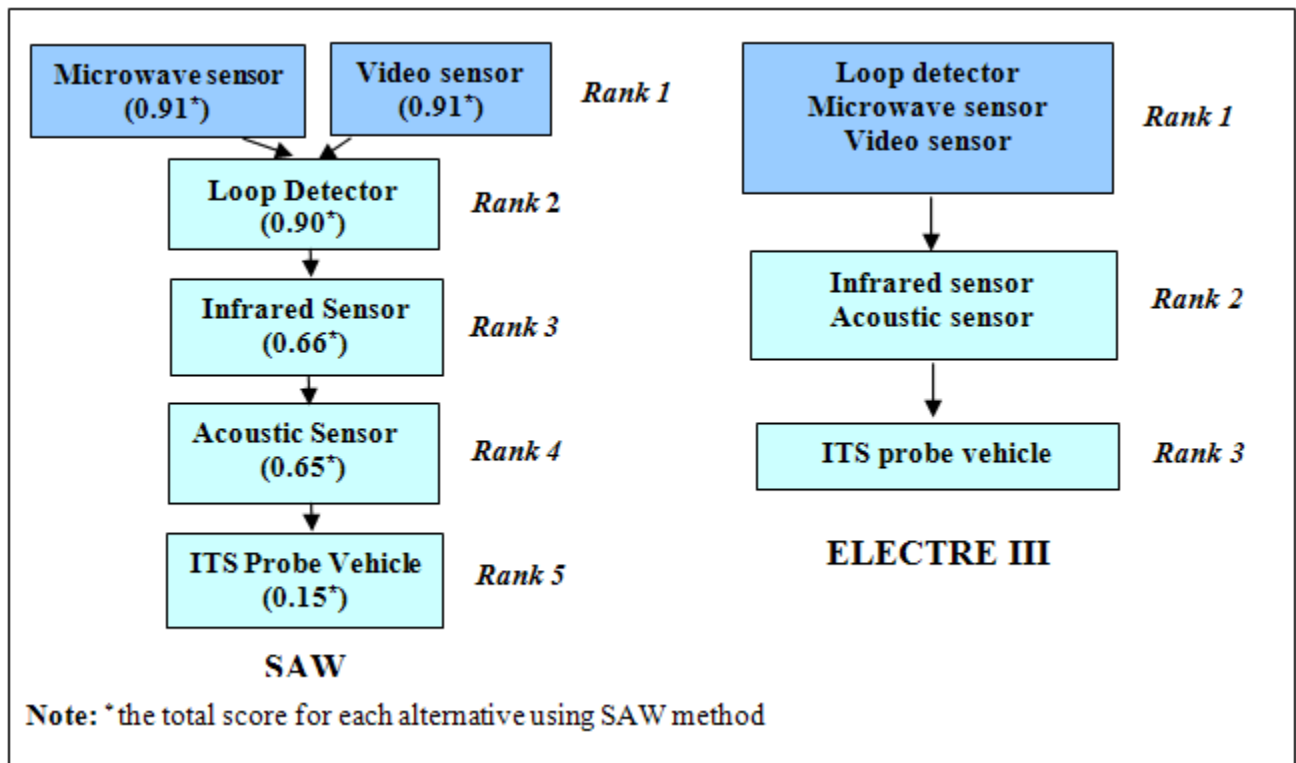 Microwave sensor
(0.91*)
Video sensor
(0.91*)
Rank 1
Loop Detector
(0.90*)
Rank 2
Infrared Sensor
(0.66*)
Rank 3
Acoustic Sensor
(0.65*)
Rank 4
ITS Probe Vehicle
(0.15*)
Rank 5
SAW
Loop detector
Microwave sensor
Video sensor
Rank 1
Infrared sensor
Acoustic sensor
Rank 2
ITS probe vehicle
Rank 3
ELECTRE III
Note: *the total score for each alternative using SAW method